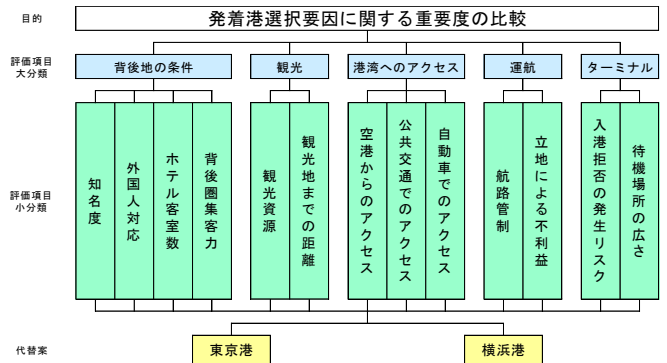 目的
発着港選択要因に関する重要度の比較
評価項目
大分類
背後地の条件
観光
港湾へのアクセス
運航
ターミナル
評価項目
小分類
知名度
外国人対応
ホテル客室数
背後圏集客力
観光資源
観光地までの距離
空港からのアクセス
公共交通でのアクセス
自動車でのアクセス
航路管制
立地による不利益
入港拒否の発生リスク
待機場所の広さ
代替案
東京港
横浜港